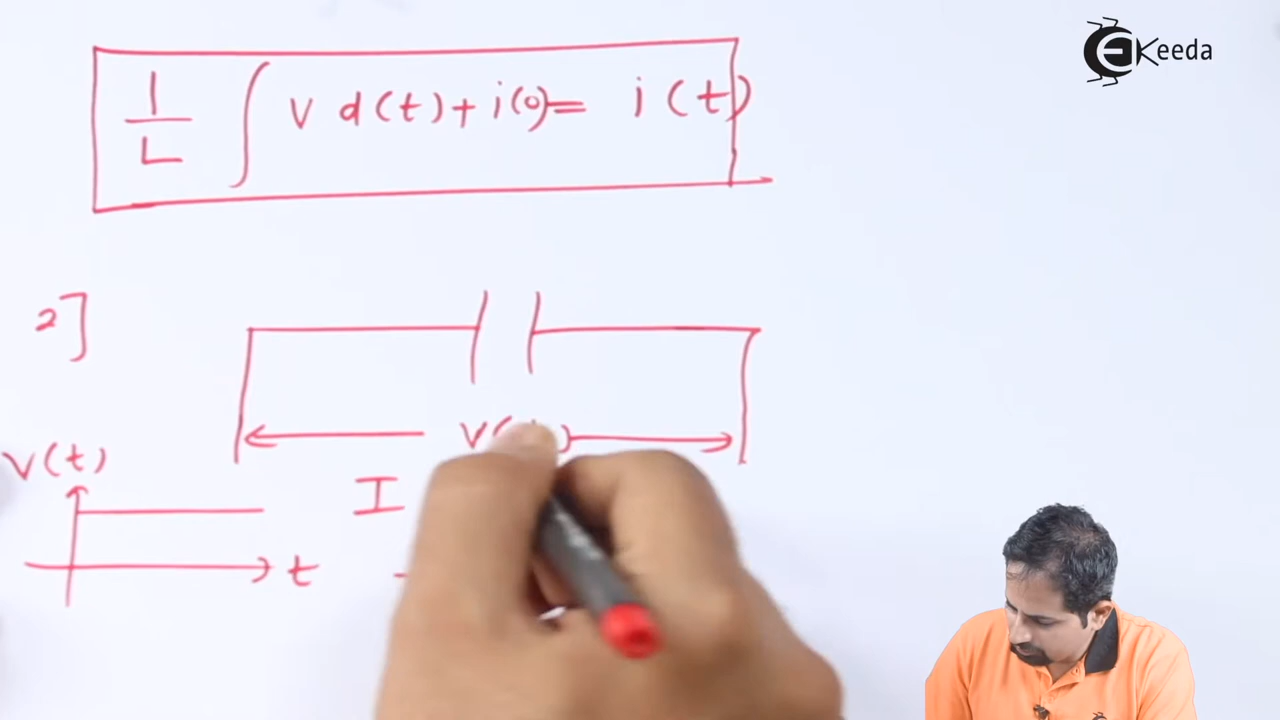 Keeda
1/L ∫ v d(t) + i(0) = i(t)
2]
V(t)
I
t